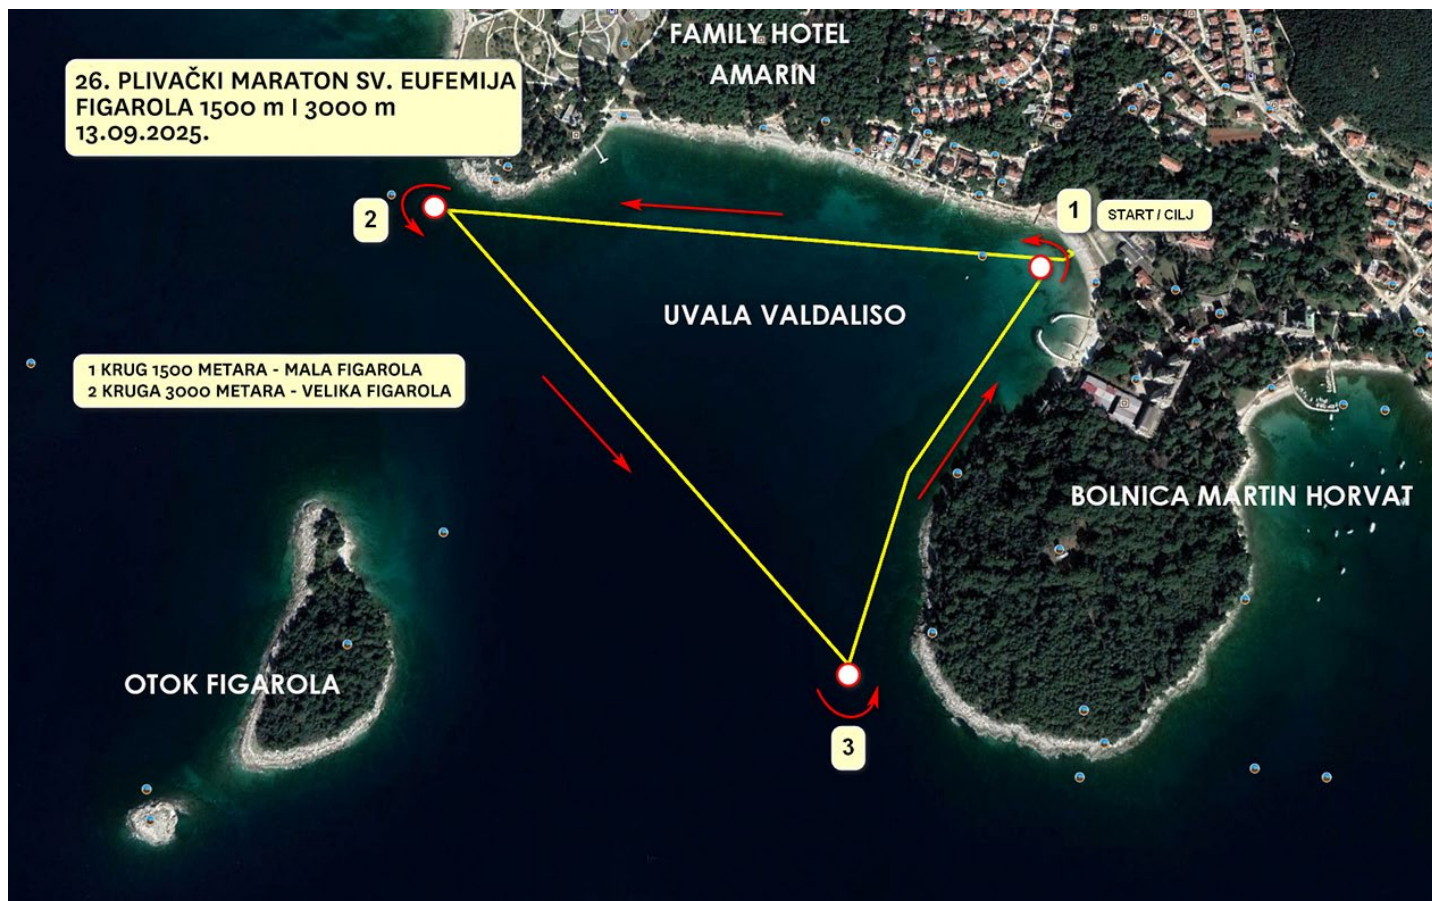 FAMILY HOTEL
AMARIN
26. PLIVAČKI MARATON SV. EUFEMIJA
FIGAROLA 1500 m I 3000 m
13.09.2025.
2
1
START / CILJ
UVALA VALDALISO
1 KRUG 1500 METARA - MALA FIGAROLA
2 KRUGA 3000 METARA - VELIKA FIGAROLA
BOLNICA MARTIN HORVAT
OTOK FIGAROLA
3